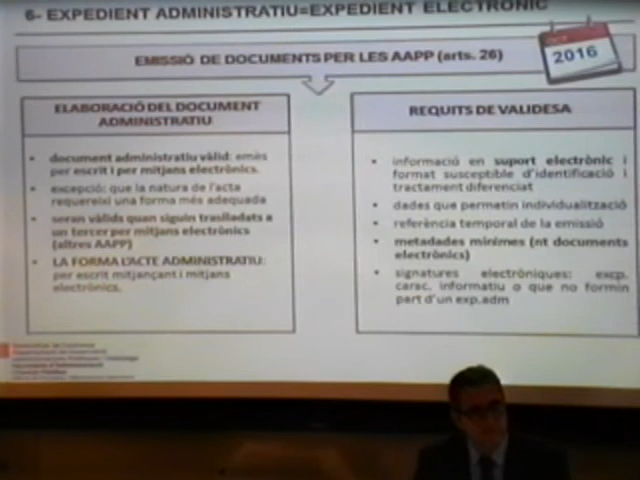 6- EXPEDIENT ADMINISTRATIU=EXPEDIENT ELECTRÒNIC
EMISSIÓ DE DOCUMENTS PER LES AAPP (arts. 26)
2016
ELABORACIÓ DEL DOCUMENT
ADMINISTRATIU
• document administratiu vàlid: emès
per escrit i per mitjans electrònics.
• excepció: que la natura de l'acta
requereixi una forma més adequada
• seran vàlids quan siguin traslladats a
un tercer per mitjans electrònics
(altres AAPP)
• LA FORMA L'ACTE ADMINISTRATIU:
per escrit mitjançant i mitjans
electrònics.
REQUITS DE VALIDESA
• informació en suport electrònic i
format susceptible d'identificació i
tractament diferenciat
• dades que permetin individualització
• referència temporal de la emissió
• metadades mínimes (nt documents
electrònics)
• signatures electròniques: excp.
carac. informatiu o que no formin
part d'un exp.adm